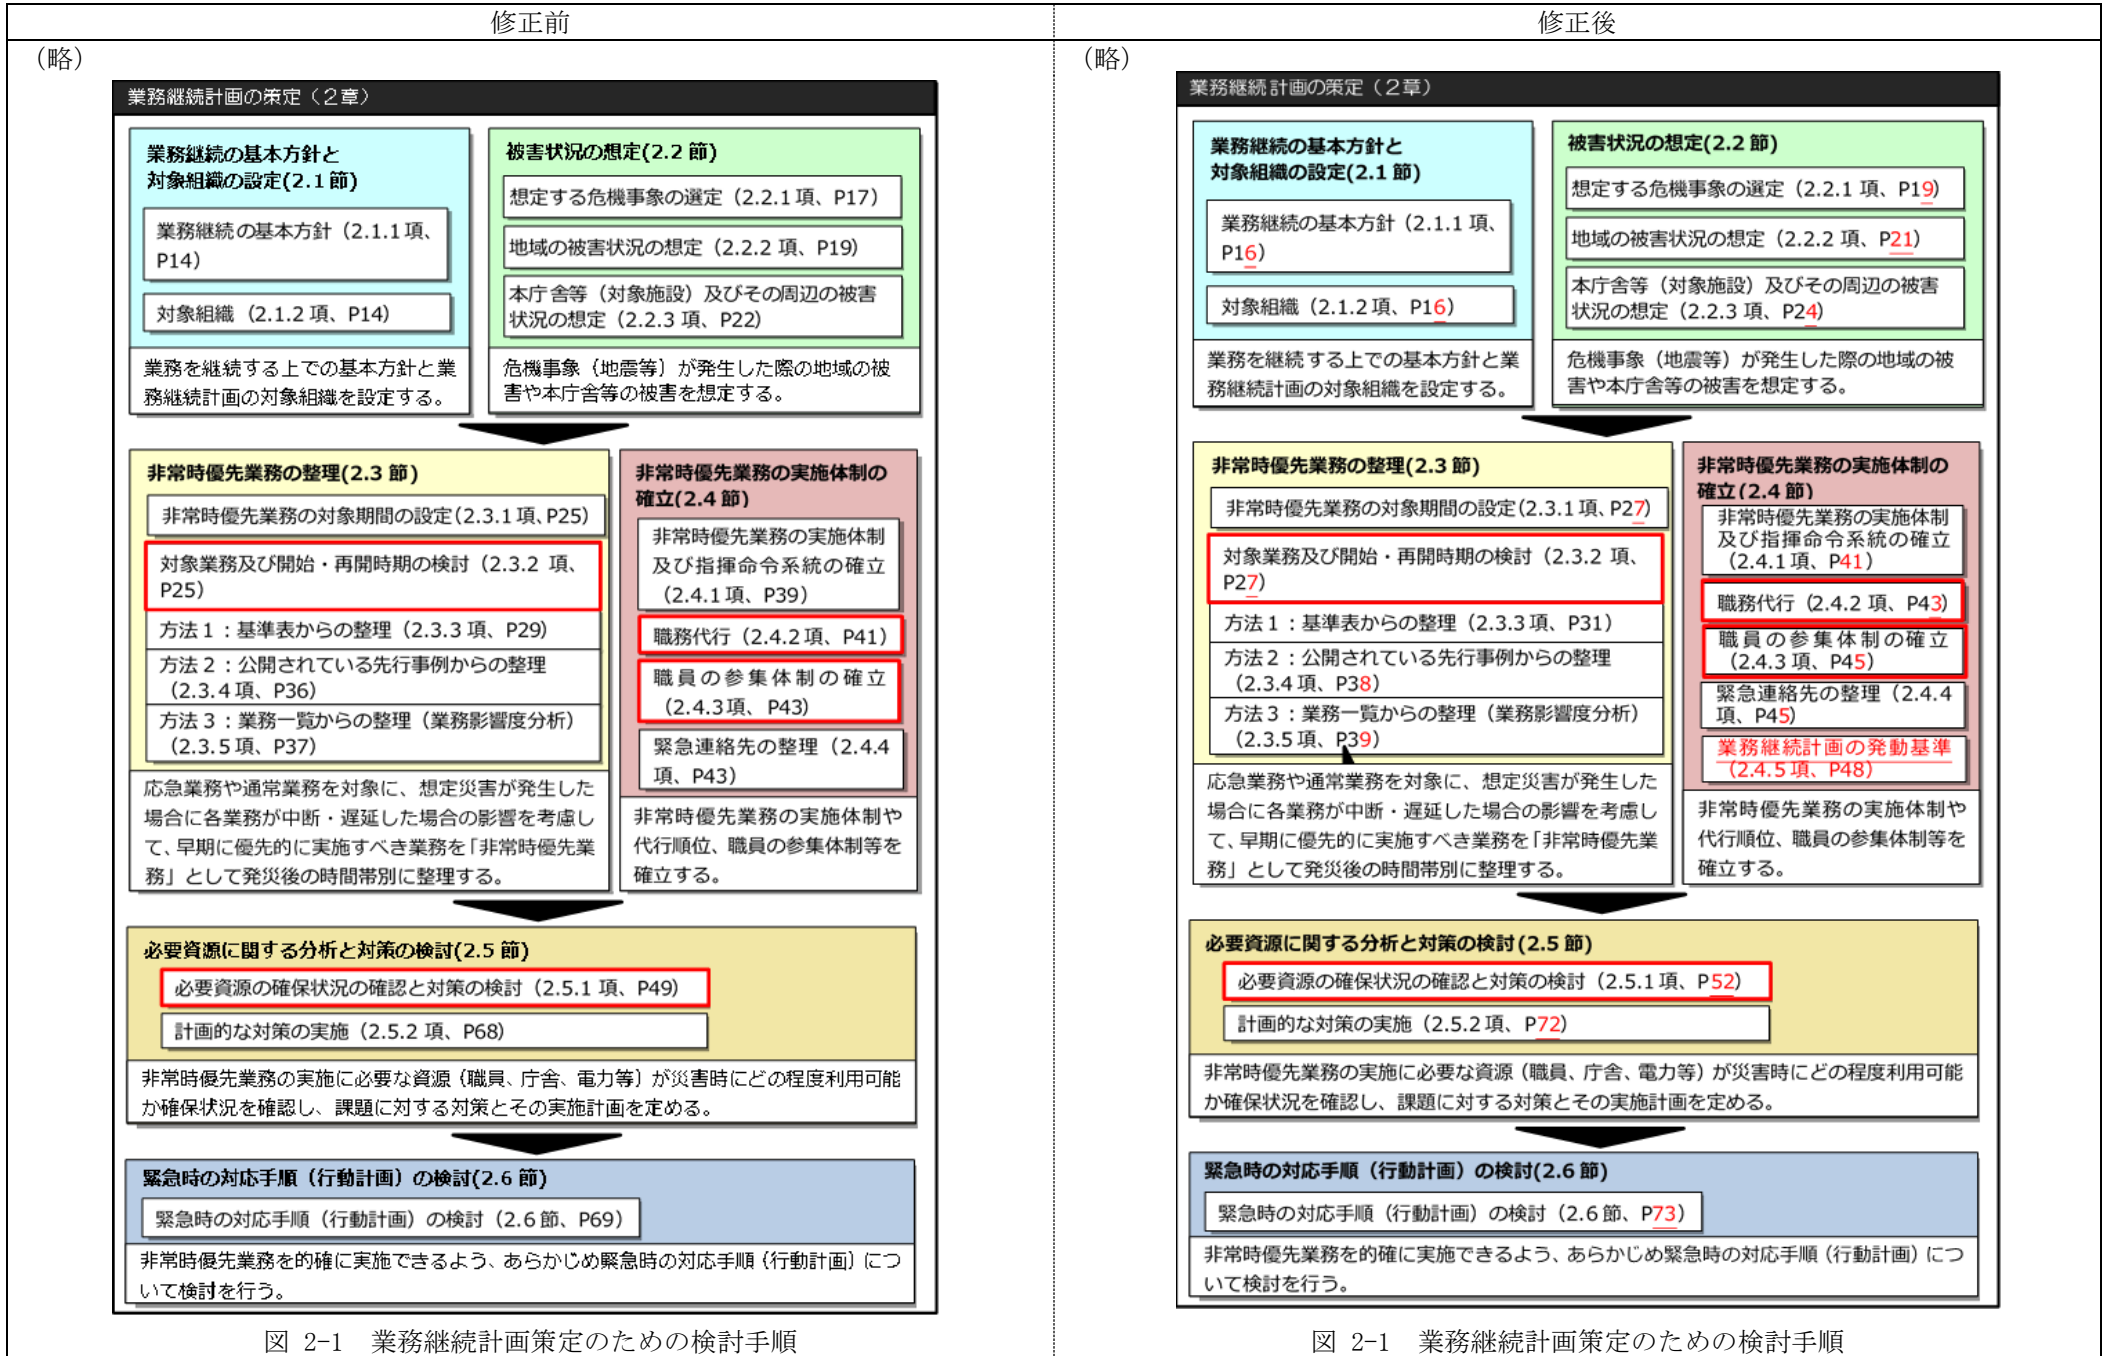 修正前
（略）
業務継続計画の策定（２章）
業務継続の基本方針と
対象組織の設定(2.1 節)
業務継続の基本方針（2.1.1 項、
P14）
対象組織（2.1.2 項、P14）
業務を継続する上での基本方針と業
務継続計画の対象組織を設定する。
被害状況の想定(2.2 節)
想定する危機事象の選定（2.2.1 項、P17）
地域の被害状況の想定（2.2.2 項、P19）
本庁舎等（対象施設）及びその周辺の被害
状況の想定（2.2.3 項、P22）
危機事象（地震等）が発生した際の地域の被
害や本庁舎等の被害を想定する。
非常時優先業務の整理(2.3 節)
非常時優先業務の対象期間の設定（2.3.1 項、P25）
対象業務及び開始・再開時期の検討（2.3.2 項、
P25）
方法１：基準表からの整理（2.3.3 項、P29）
方法２：公開されている先行事例からの整理
（2.3.4 項、P36）
方法３：業務一覧からの整理（業務影響度分析）
（2.3.5 項、P37）
応急業務や通常業務を対象に、想定災害が発生した
場合に各業務が中断・遅延した場合の影響を考慮し
て、早期に優先的に実施すべき業務を「非常時優先業
務」として発災後の時間帯別に整理する。
非常時優先業務の実施体制の
確立(2.4 節)
非常時優先業務の実施体制
及び指揮命令系統の確立
（2.4.1 項、P39）
職務代行（2.4.2 項、P41）
職員の参集体制の確立
（2.4.3 項、P43）
緊急連絡先の整理（2.4.4
項、P43）
非常時優先業務の実施体制や
代行順位、職員の参集体制等を
確立する。
必要資源に関する分析と対策の検討(2.5 節)
必要資源の確保状況の確認と対策の検討（2.5.1 項、P49）
計画的な対策の実施（2.5.2 項、P68）
非常時優先業務の実施に必要な資源（職員、庁舎、電力等）が災害時にどの程度利用可能
か確保状況を確認し、課題に対する対策とその実施計画を定める。
緊急時の対応手順（行動計画）の検討(2.6 節)
緊急時の対応手順（行動計画）の検討（2.6 節、P69）
非常時優先業務を的確に実施できるよう、あらかじめ緊急時の対応手順（行動計画）につ
いて検討を行う。
図 2-1　業務継続計画策定のための検討手順
修正後
（略）
業務継続計画の策定（２章）
業務継続の基本方針と
対象組織の設定(2.1 節)
業務継続の基本方針（2.1.1 項、
P16）
対象組織（2.1.2 項、P16）
業務を継続する上での基本方針と業
務継続計画の対象組織を設定する。
被害状況の想定(2.2 節)
想定する危機事象の選定（2.2.1 項、P19）
地域の被害状況の想定（2.2.2 項、P21）
本庁舎等（対象施設）及びその周辺の被害
状況の想定（2.2.3 項、P24）
危機事象（地震等）が発生した際の地域の被
害や本庁舎等の被害を想定する。
非常時優先業務の整理(2.3 節)
非常時優先業務の対象期間の設定（2.3.1 項、P27）
対象業務及び開始・再開時期の検討（2.3.2 項、
P27）
方法１：基準表からの整理（2.3.3 項、P31）
方法２：公開されている先行事例からの整理
（2.3.4 項、P38）
方法３：業務一覧からの整理（業務影響度分析）
（2.3.5 項、P39）
応急業務や通常業務を対象に、想定災害が発生した
場合に各業務が中断・遅延した場合の影響を考慮し
て、早期に優先的に実施すべき業務を「非常時優先業
務」として発災後の時間帯別に整理する。
非常時優先業務の実施体制の
確立(2.4 節)
非常時優先業務の実施体制
及び指揮命令系統の確立
（2.4.1 項、P41）
職務代行（2.4.2 項、P43）
職員の参集体制の確立
（2.4.3 項、P45）
緊急連絡先の整理（2.4.4
項、P45）
業務継続計画の発動基準
（2.4.5 項、P48）
非常時優先業務の実施体制や
代行順位、職員の参集体制等を
確立する。
必要資源に関する分析と対策の検討(2.5 節)
必要資源の確保状況の確認と対策の検討（2.5.1 項、P52）
計画的な対策の実施（2.5.2 項、P72）
非常時優先業務の実施に必要な資源（職員、庁舎、電力等）が災害時にどの程度利用可能
か確保状況を確認し、課題に対する対策とその実施計画を定める。
緊急時の対応手順（行動計画）の検討(2.6 節)
緊急時の対応手順（行動計画）の検討（2.6 節、P73）
非常時優先業務を的確に実施できるよう、あらかじめ緊急時の対応手順（行動計画）につ
いて検討を行う。
図 2-1　業務継続計画策定のための検討手順